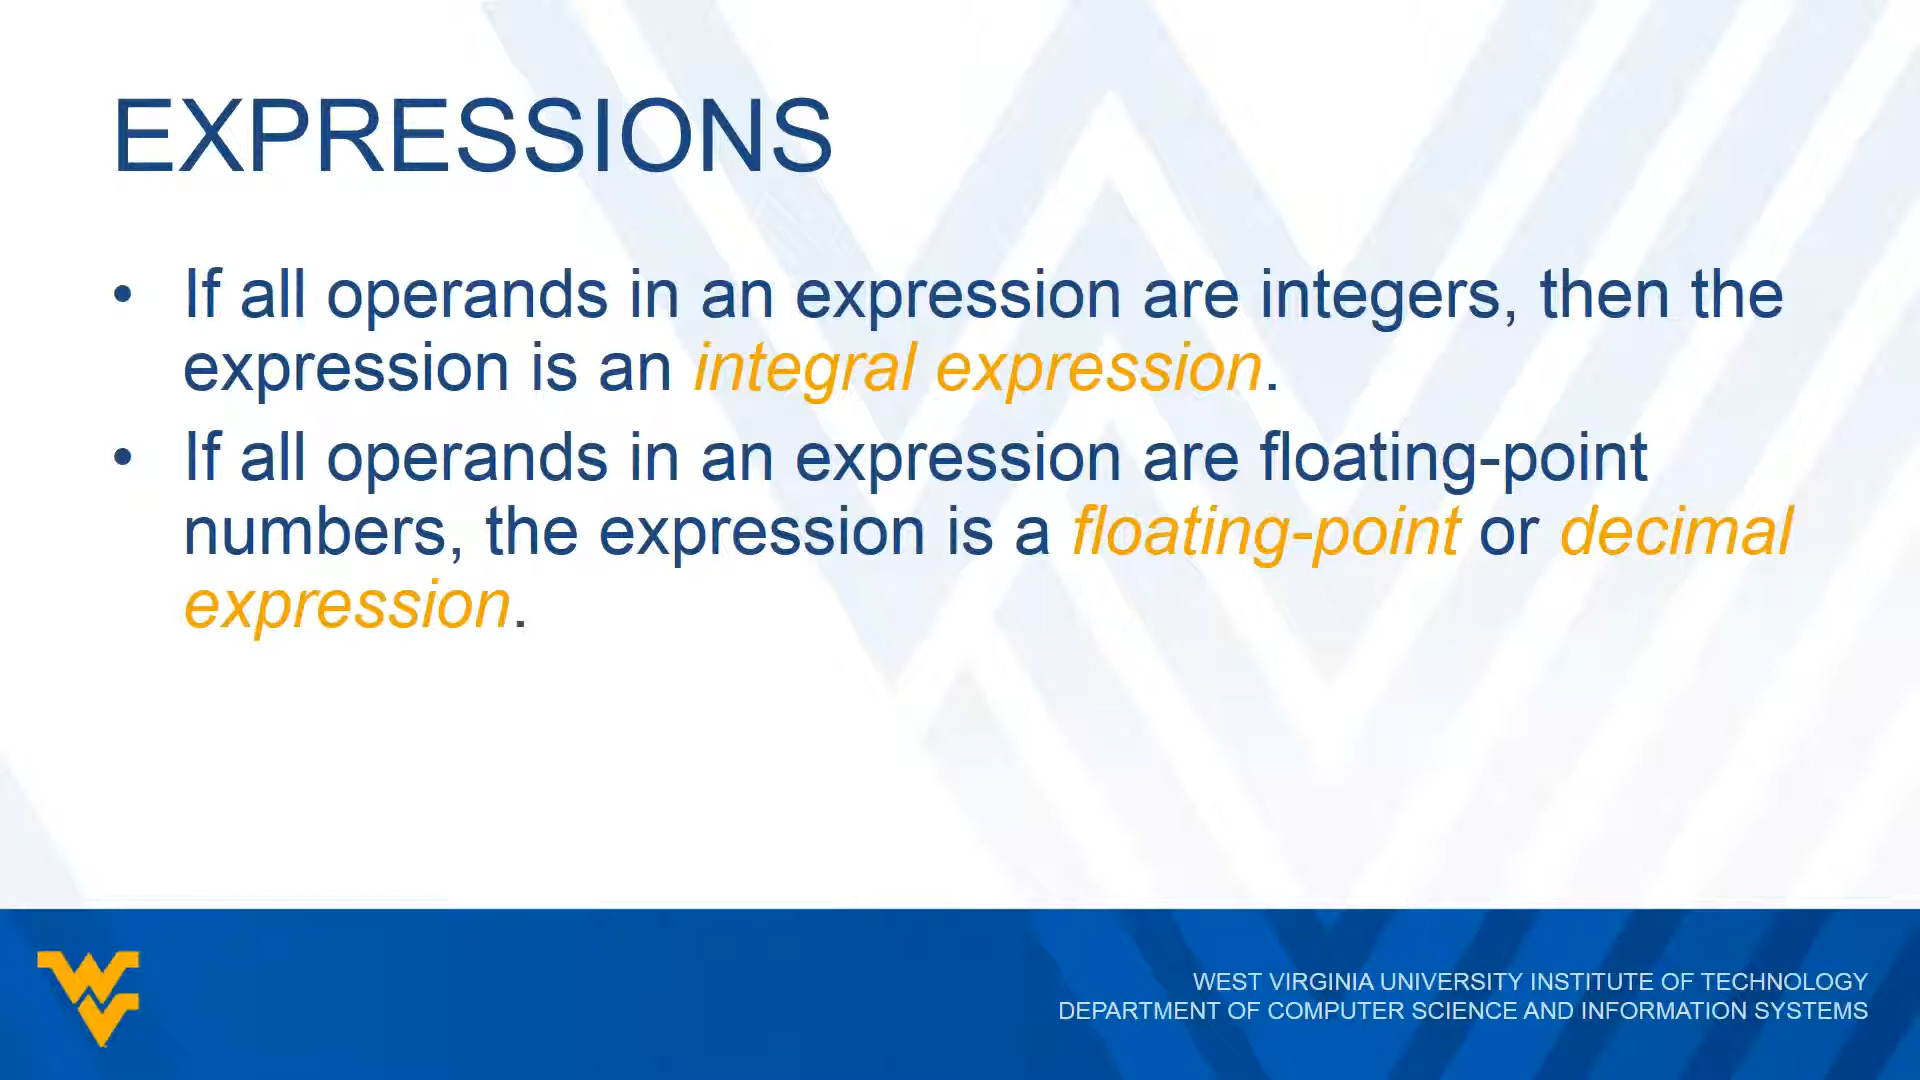 EXPRESSIONS
• If all operands in an expression are integers, then the
expression is an integral expression.
• If all operands in an expression are floating-point
numbers, the expression is a floating-point or decimal
expression.
WEST VIRGINIA UNIVERSITY INSTITUTE OF TECHNOLOGY
DEPARTMENT OF COMPUTER SCIENCE AND INFORMATION SYSTEMS